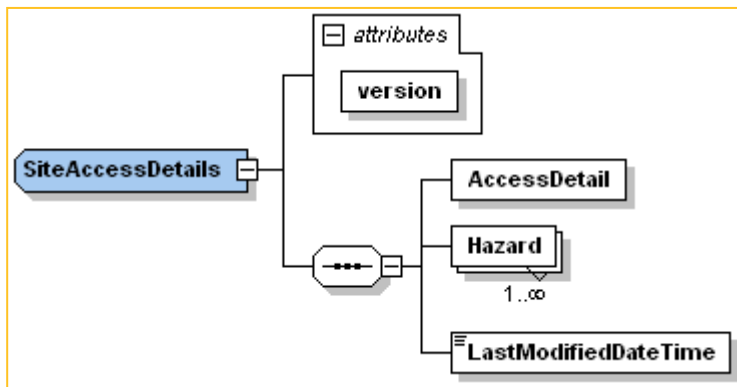 attributes
version
SiteAccessDetails
AccessDetail
Hazard
1..∞
LastModifiedDateTime